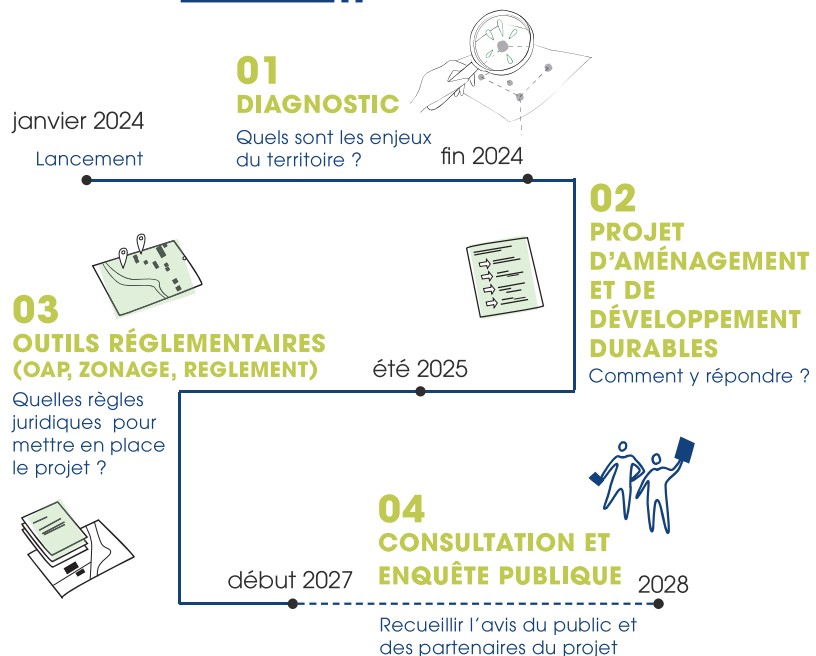 01
DIAGNOSTIC
janvier 2024
Quels sont les enjeux
du territoire ?
Lancement
fin 2024
02
PROJET
D'AMÉNAGEMENT
ET DE
DÉVELOPPEMENT
DURABLES
Comment y répondre ?
03
OUTILS RÉGLEMENTAIRES
(OAP, ZONAGE, REGLEMENT)
été 2025
Quelles règles
juridiques pour
mettre en place
le projet ?
04
CONSULTATION ET
ENQUÊTE PUBLIQUE
début 2027
2028
Recueillir l'avis du public et
des partenaires du projet